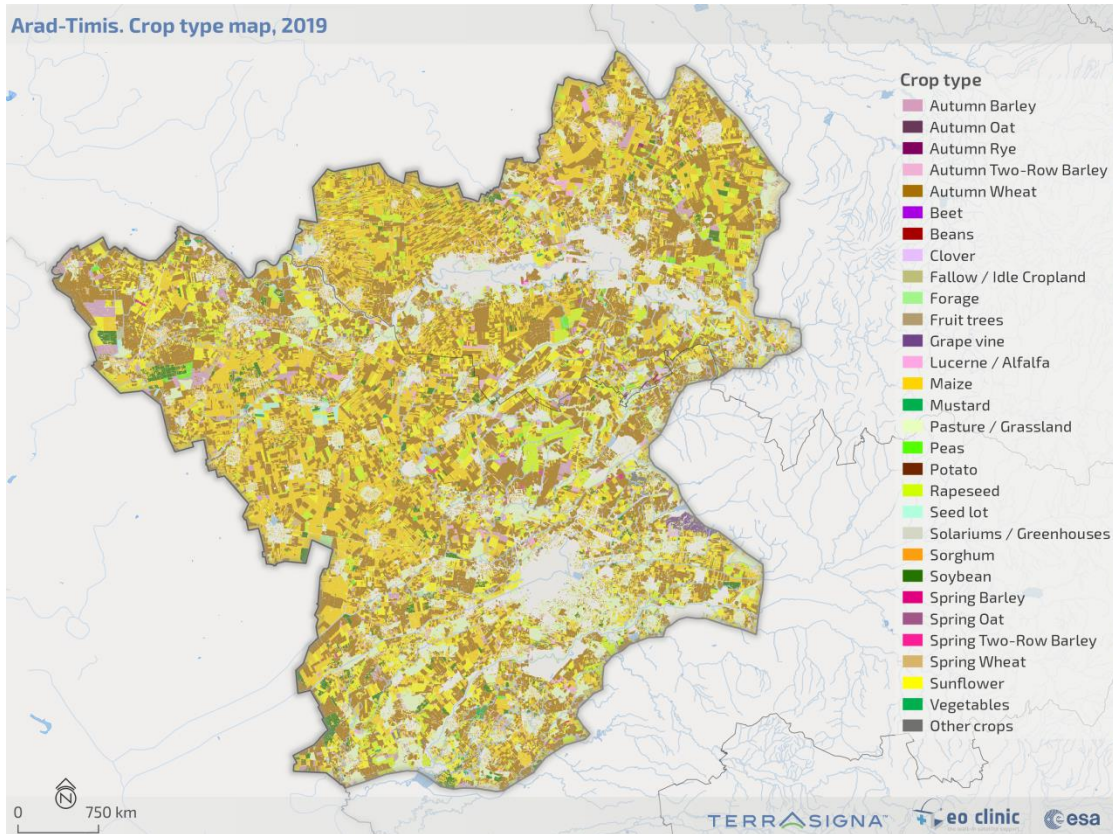 Arad-Timis. Crop type map, 2019
Crop type
Autumn Barley
Autumn Oat
Autumn Rye
Autumn Two-Row Barley
Autumn Wheat
Beet
Beans
Clover
Fallow / Idle Cropland
Forage
Fruit trees
Grape vine
Lucerne / Alfalfa
Maize
Mustard
Pasture / Grassland
Peas
Potato
Rapeseed
Seed lot
Solariums / Greenhouses
Sorghum
Soybean
Spring Barley
Spring Oat
Spring Two-Row Barley
Spring Wheat
Sunflower
Vegetables
Other crops
N
0 750 km
TERRASIGNA™ eo clinic esa